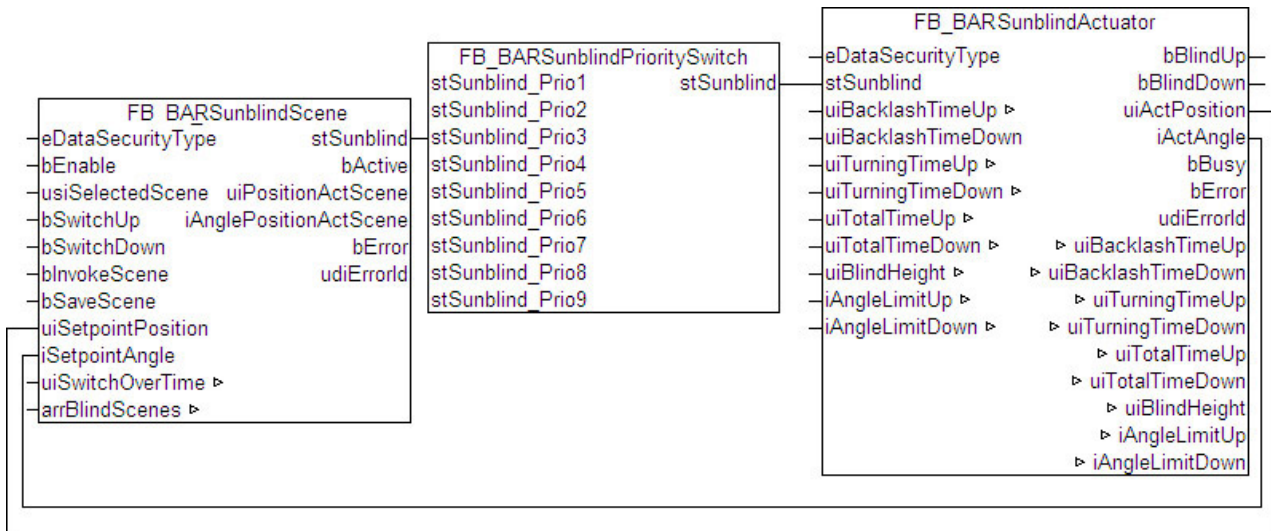 FB_BARSunblindScene
eDataSecurityType stSunblind
bEnable bActive
usiSelectedScene uiPositionActScene
bSwitchUp iAnglePositionActScene
bSwitchDown bError
bInvokeScene udiErrorId
bSaveScene
uiSetpointPosition
iSetpointAngle
uiSwitchOverTime ▹
arrBlindScenes ▹
FB_BARSunblindPrioritySwitch
stSunblind_Prio1 stSunblind
stSunblind_Prio2
stSunblind_Prio3
stSunblind_Prio4
stSunblind_Prio5
stSunblind_Prio6
stSunblind_Prio7
stSunblind_Prio8
stSunblind_Prio9
FB_BARSunblindActuator
eDataSecurityType bBlindUp
stSunblind bBlindDown
uiBacklashTimeUp ▹ uiActPosition
uiBacklashTimeDown iActAngle
uiTurningTimeUp ▹ bBusy
uiTurningTimeDown ▹ bError
uiTotalTimeUp ▹ udiErrorId
uiTotalTimeDown ▹ ▹ uiBacklashTimeUp
uiBlindHeight ▹ ▹ uiBacklashTimeDown
iAngleLimitUp ▹ ▹ uiTurningTimeUp
iAngleLimitDown ▹ ▹ uiTurningTimeDown
▹ uiTotalTimeUp
▹ uiTotalTimeDown
▹ uiBlindHeight
▹ iAngleLimitUp
▹ iAngleLimitDown